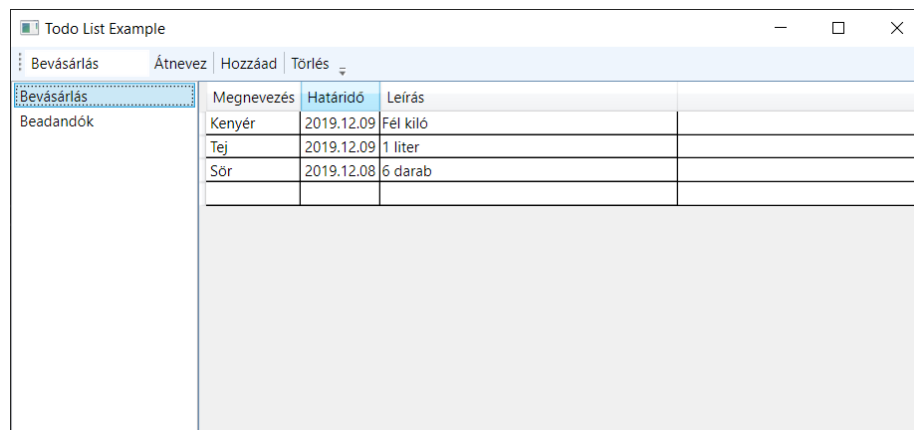 Todo List Example
Bevásárlás Átnevez Hozzáad Törlés
Bevásárlás
Beadandók
Megnevezés Határidő Leírás
Kenyér 2019.12.09 Fél kiló
Tej 2019.12.09 1 liter
Sör 2019.12.08 6 darab